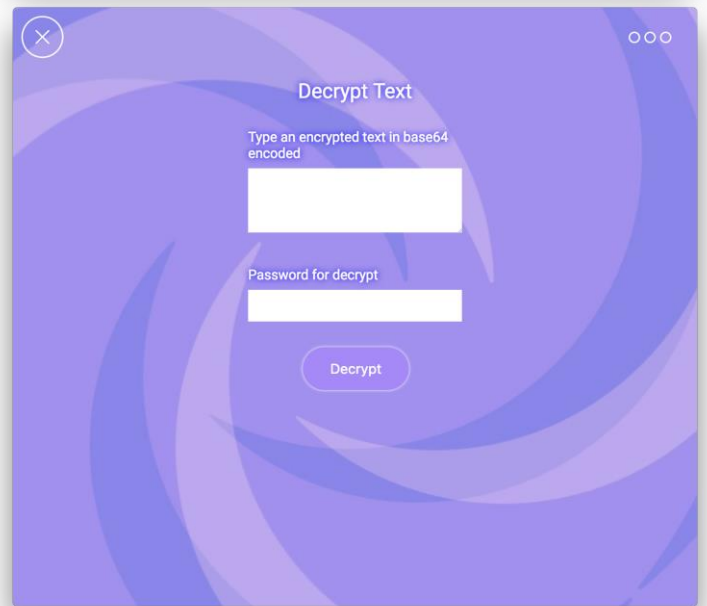 Decrypt Text
Type an encrypted text in base64
encoded
Password for decrypt
Decrypt